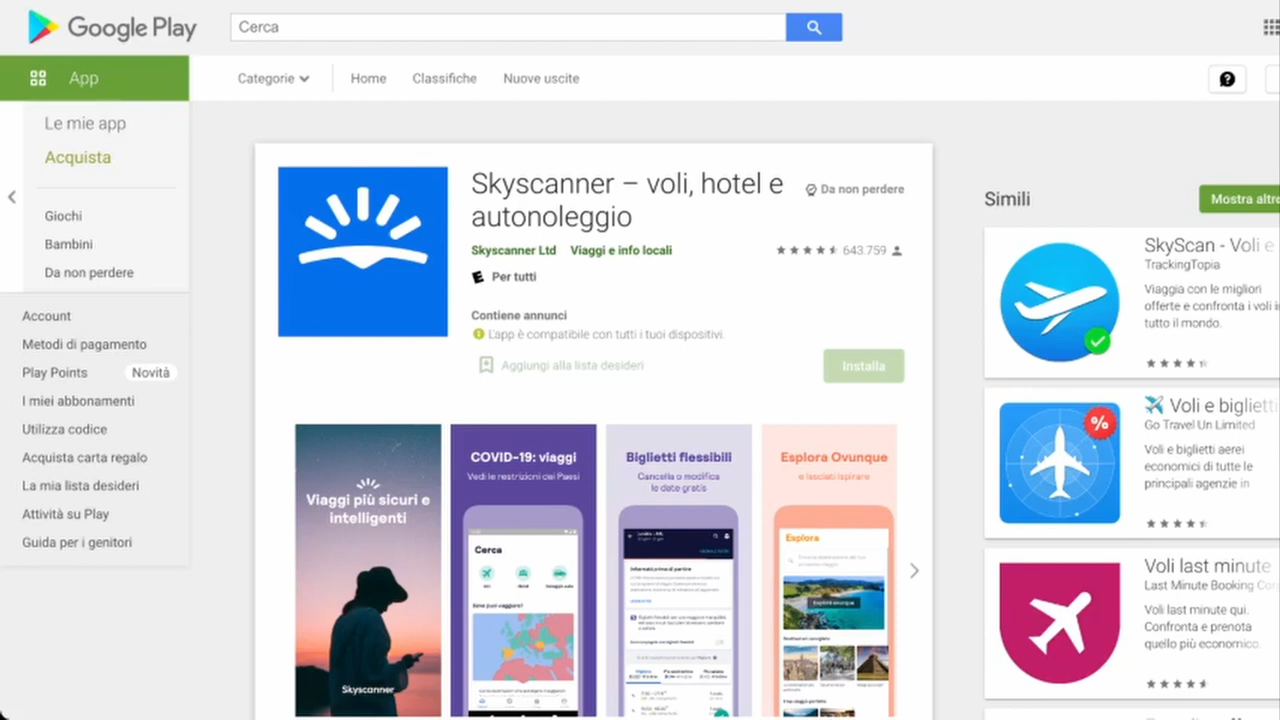 Google Play
Cerca
App
Categorie
Home
Classifiche
Nuove uscite
Le mie app
Acquista
Giochi
Bambini
Da non perdere
Account
Metodi di pagamento
Play Points
Novità
I miei abbonamenti
Utilizza codice
Acquista carta regalo
La mia lista desideri
Attività su Play
Guida per i genitori
Skyscanner – voli, hotel e
autonoleggio
Da non perdere
Skyscanner Ltd
Viaggi e info locali
643.759
Per tutti
Contiene annunci
L'app è compatibile con tutti i tuoi dispositivi.
Aggiungi alla lista desideri
Installa
Viaggi più sicuri e
intelligenti
Skyscanner
COVID-19: viaggi
Vedi le restrizioni dei Paesi
Cerca
Biglietti flessibili
Cancella o modifica
le date gratis
Esplora Ovunque
e lasciati ispirare
Esplora
Esplora ovunque
Simili
Mostra altro
SkyScan - Voli e
TrackingTopia
Viaggia con le migliori
offerte e confronta i voli in
tutto il mondo.
%
Voli e biglietti
Go Travel Un Limited
Voli e biglietti aerei
economici di tutte le
principali agenzie in
Voli last minute
Last Minute Booking Co
Voli last minute qui.
Confronta e prenota
quello più economico.